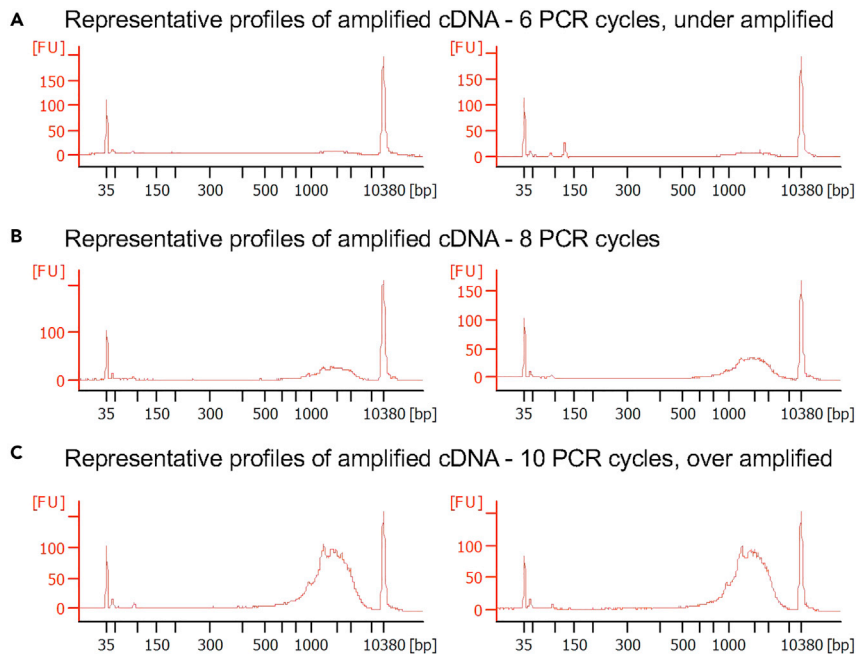 A Representative profiles of amplified cDNA - 6 PCR cycles, under amplified
[FU] [FU]
150 150
100 100
50 50
0 0
35 150 300 500 1000 10380 [bp] 35 150 300 500 1000 10380 [bp]
B Representative profiles of amplified cDNA - 8 PCR cycles
[FU] [FU]
150
100 100
50
0 0
35 150 300 500 1000 10380 [bp] 35 150 300 500 1000 10380 [bp]
C Representative profiles of amplified cDNA - 10 PCR cycles, over amplified
[FU] [FU]
100 100
50 50
0 0
35 150 300 500 1000 10380 [bp] 35 150 300 500 1000 10380 [bp]